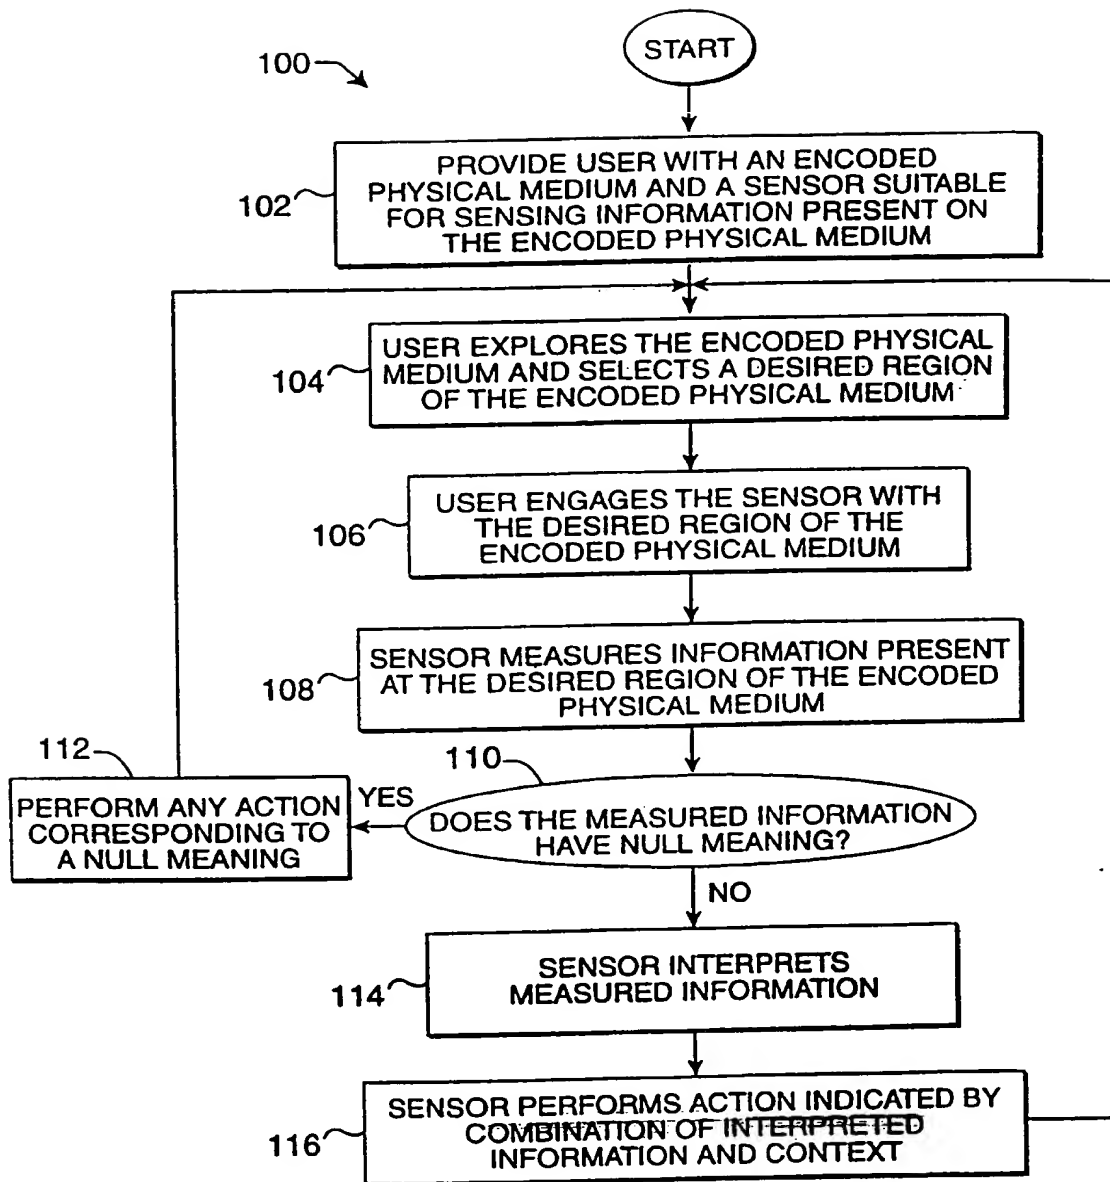 START
100
PROVIDE USER WITH AN ENCODED
PHYSICAL MEDIUM AND A SENSOR SUITABLE
FOR SENSING INFORMATION PRESENT ON
THE ENCODED PHYSICAL MEDIUM
102
USER EXPLORES THE ENCODED PHYSICAL
MEDIUM AND SELECTS A DESIRED REGION
OF THE ENCODED PHYSICAL MEDIUM
104
USER ENGAGES THE SENSOR WITH
THE DESIRED REGION OF THE
ENCODED PHYSICAL MEDIUM
106
SENSOR MEASURES INFORMATION PRESENT
AT THE DESIRED REGION OF THE ENCODED
PHYSICAL MEDIUM
108
110
DOES THE MEASURED INFORMATION
HAVE NULL MEANING?
YES
112
PERFORM ANY ACTION
CORRESPONDING TO
A NULL MEANING
NO
SENSOR INTERPRETS
MEASURED INFORMATION
114
SENSOR PERFORMS ACTION INDICATED BY
COMBINATION OF INTERPRETED
INFORMATION AND CONTEXT
116